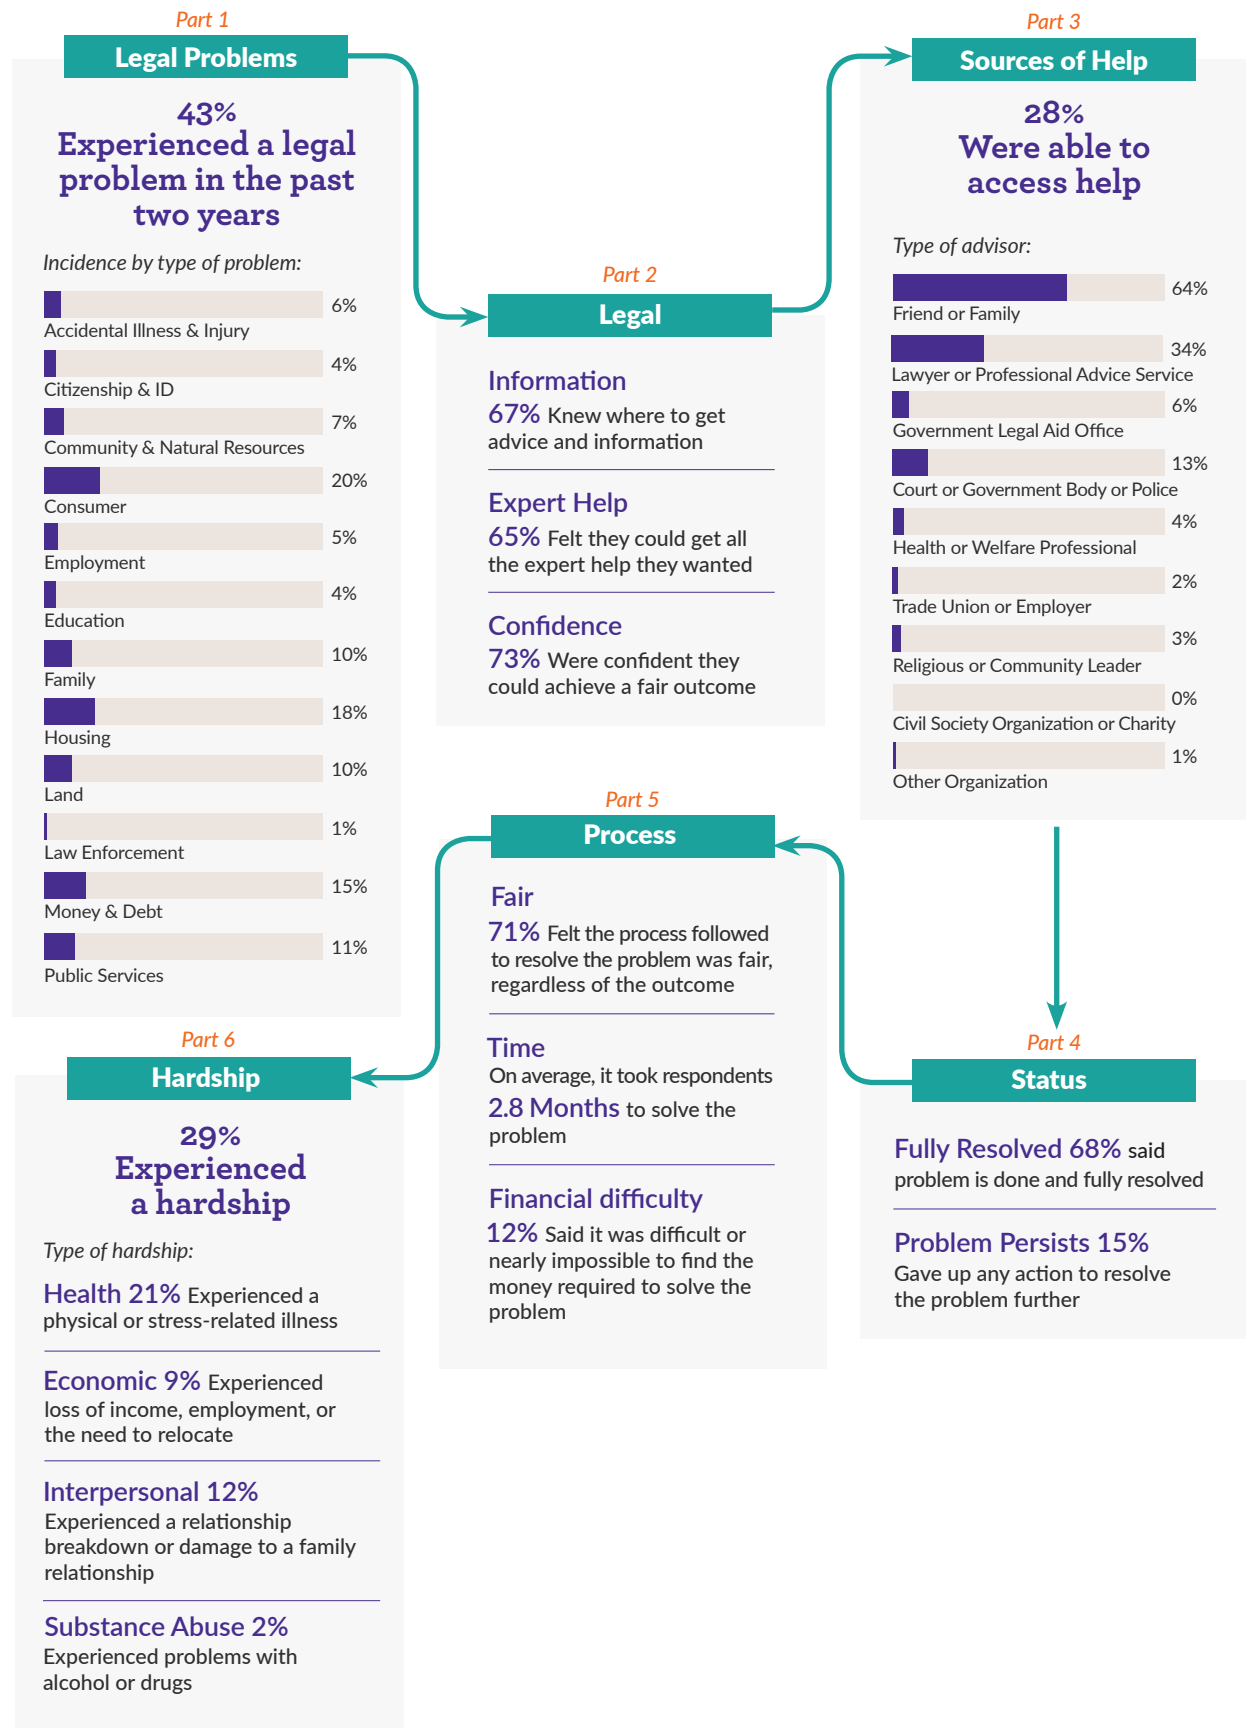 Part 1
Legal Problems
43%
Experienced a legal
problem in the past
two years
Incidence by type of problem:
6%
Accidental Illness & Injury
4%
Citizenship & ID
7%
Community & Natural Resources
20%
Consumer
5%
Employment
4%
Education
10%
Family
18%
Housing
10%
Land
1%
Law Enforcement
15%
Money & Debt
11%
Public Services
Part 2
Legal
Information
67% Knew where to get
advice and information
Expert Help
65% Felt they could get all
the expert help they wanted
Confidence
73% Were confident they
could achieve a fair outcome
Part 3
Sources of Help
28%
Were able to
access help
Type of advisor:
64%
Friend or Family
34%
Lawyer or Professional Advice Service
6%
Government Legal Aid Office
13%
Court or Government Body or Police
4%
Health or Welfare Professional
2%
Trade Union or Employer
3%
Religious or Community Leader
0%
Civil Society Organization or Charity
1%
Other Organization
Part 4
Status
Fully Resolved 68% said
problem is done and fully resolved
Problem Persists 15%
Gave up any action to resolve
the problem further
Part 5
Process
Fair
71% Felt the process followed
to resolve the problem was fair,
regardless of the outcome
Time
On average, it took respondents
2.8 Months to solve the
problem
Financial difficulty
12% Said it was difficult or
nearly impossible to find the
money required to solve the
problem
Part 6
Hardship
29%
Experienced
a hardship
Type of hardship:
Health 21% Experienced a
physical or stress-related illness
Economic 9% Experienced
loss of income, employment, or
the need to relocate
Interpersonal 12%
Experienced a relationship
breakdown or damage to a family
relationship
Substance Abuse 2%
Experienced problems with
alcohol or drugs